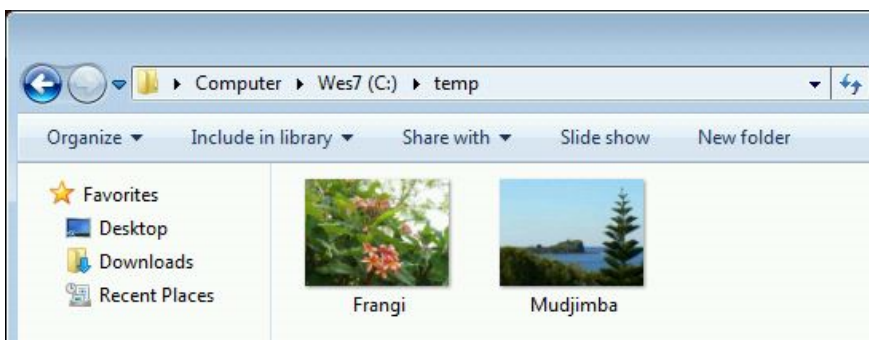 Computer Wes7 (C:) temp
Organize Include in library Share with Slide show New folder
Favorites
Desktop
Downloads
Recent Places
Frangi Mudjimba